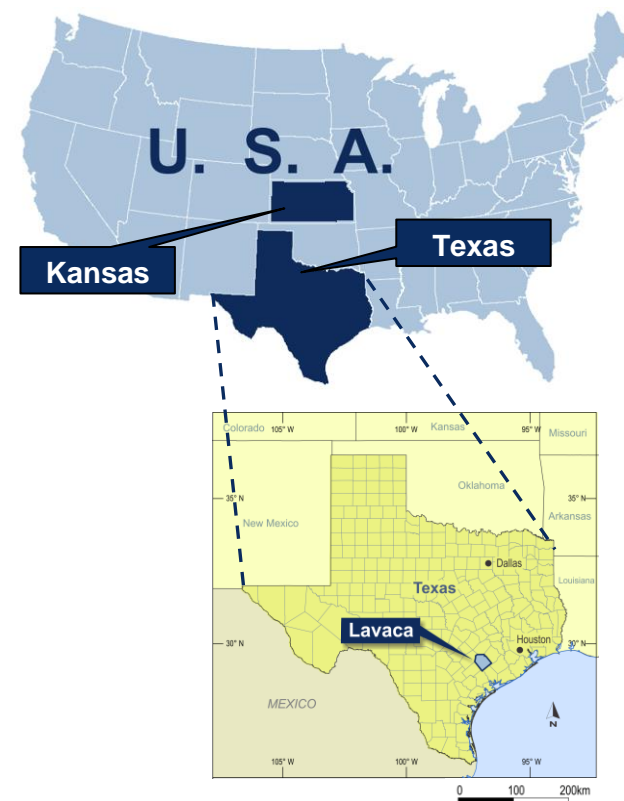 U. S. A.
Kansas
Texas
Colorado
105° W
100° W
Kansas
95° W
Missouri
35° N
Oklahoma
35° N
Arkansas
New Mexico
Dallas
Texas
Louisiana
Lavaca
30° N
Houston
30° N
MEXICO
N
105° W
100° W
95° W
0 100 200km